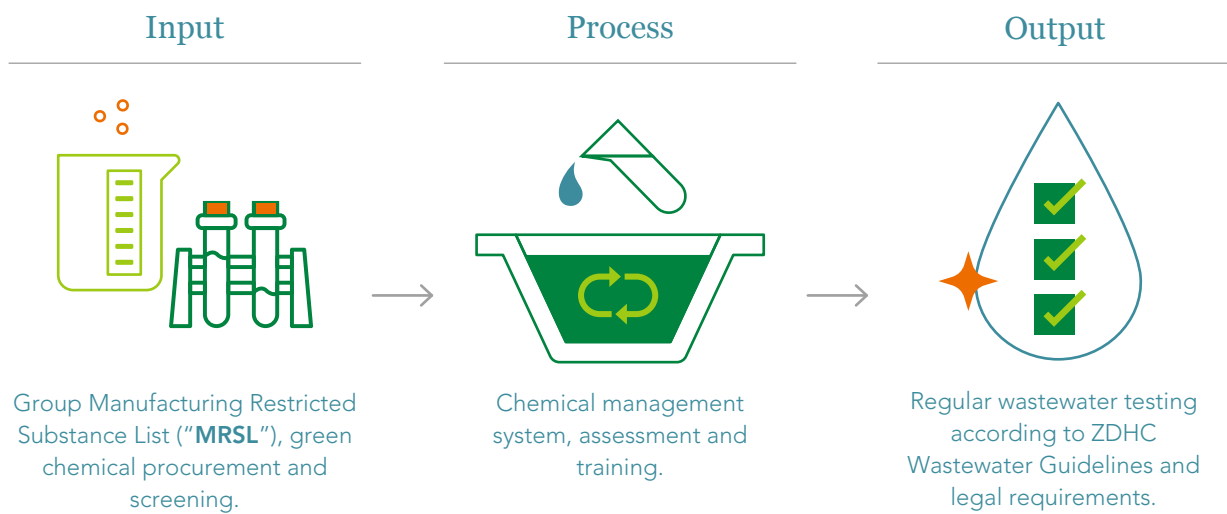 Input
Group Manufacturing Restricted
Substance List (“MRSL”), green
chemical procurement and
screening.
Process
Chemical management
system, assessment and
training.
Output
Regular wastewater testing
according to ZDHC
Wastewater Guidelines and
legal requirements.